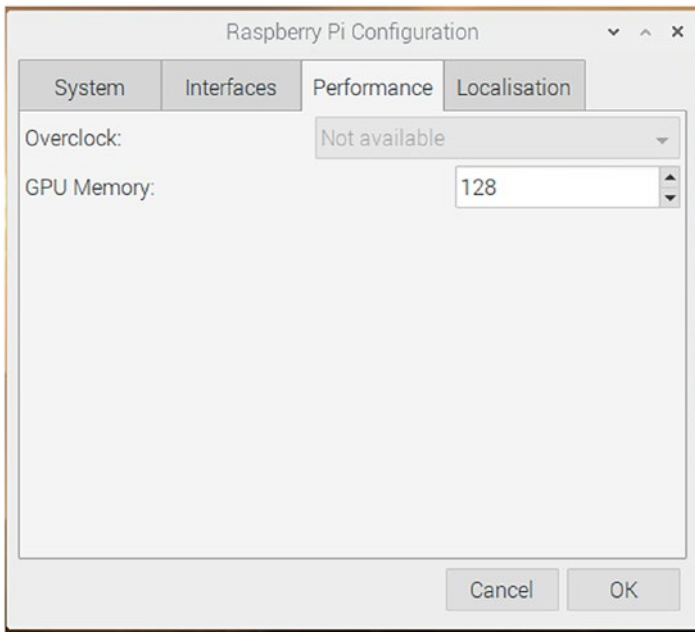 Raspberry Pi Configuration
System Interfaces Performance Localisation
Overclock: Not available
GPU Memory: 128
Cancel OK